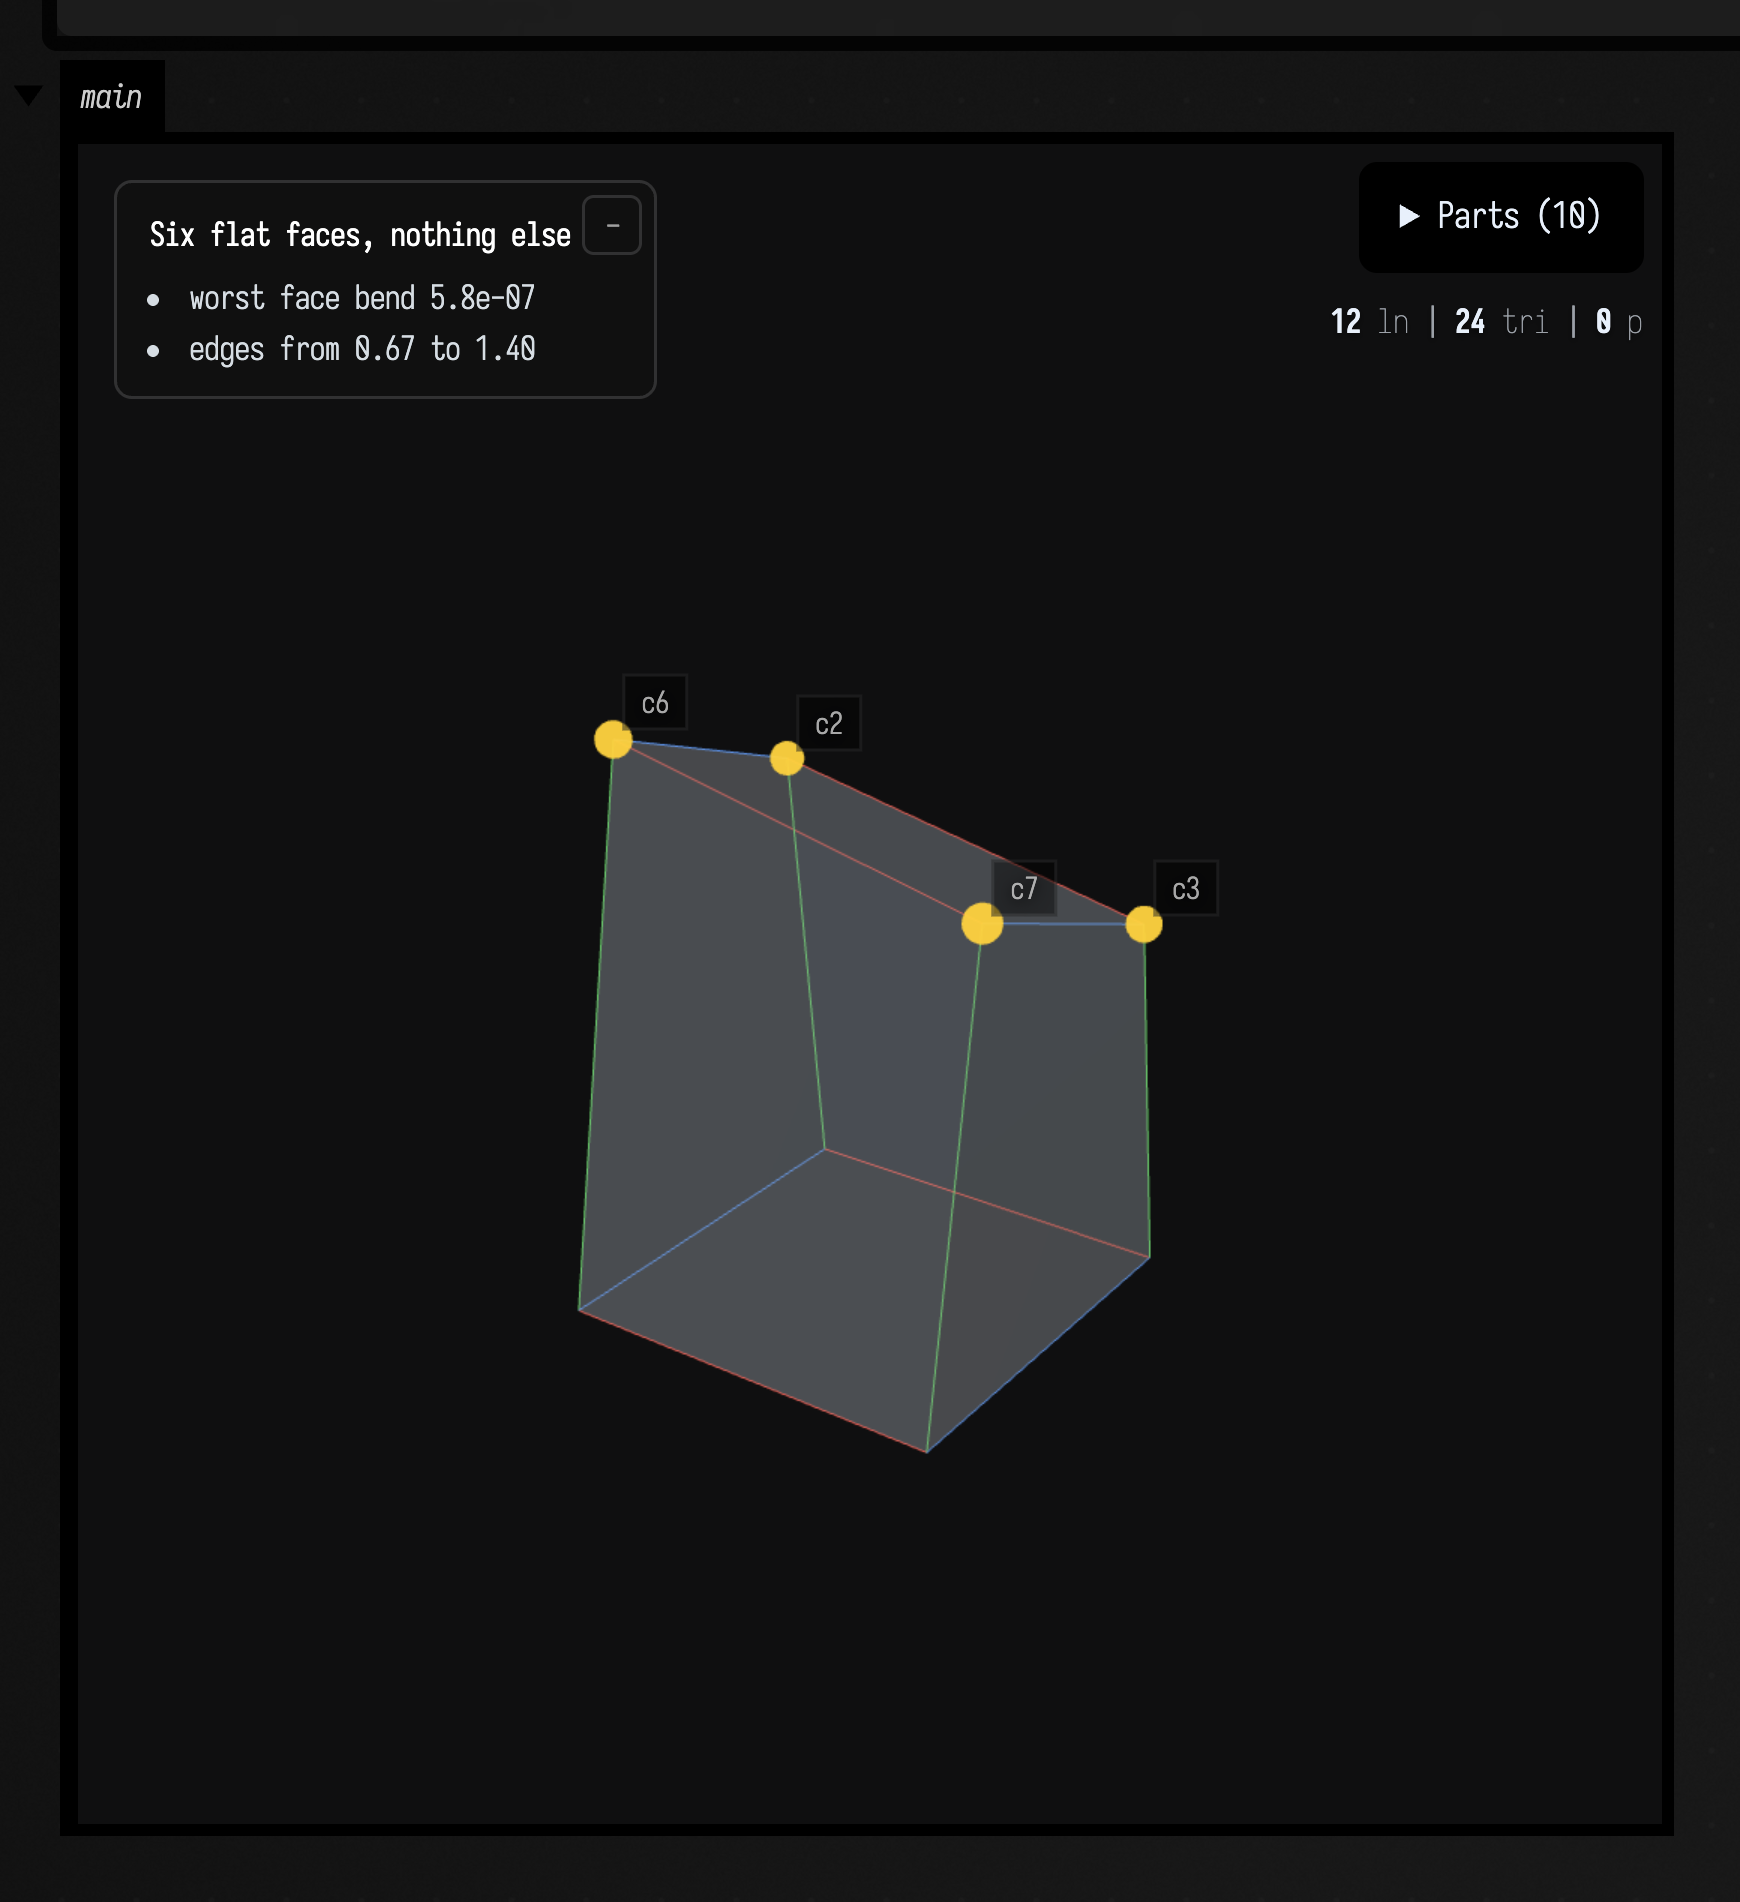 main
Six flat faces, nothing else
–
• worst face bend 5.8e-07
• edges from 0.67 to 1.40
▶ Parts (10)
12 ln | 24 tri | 0 p
c6
c2
c7
c3